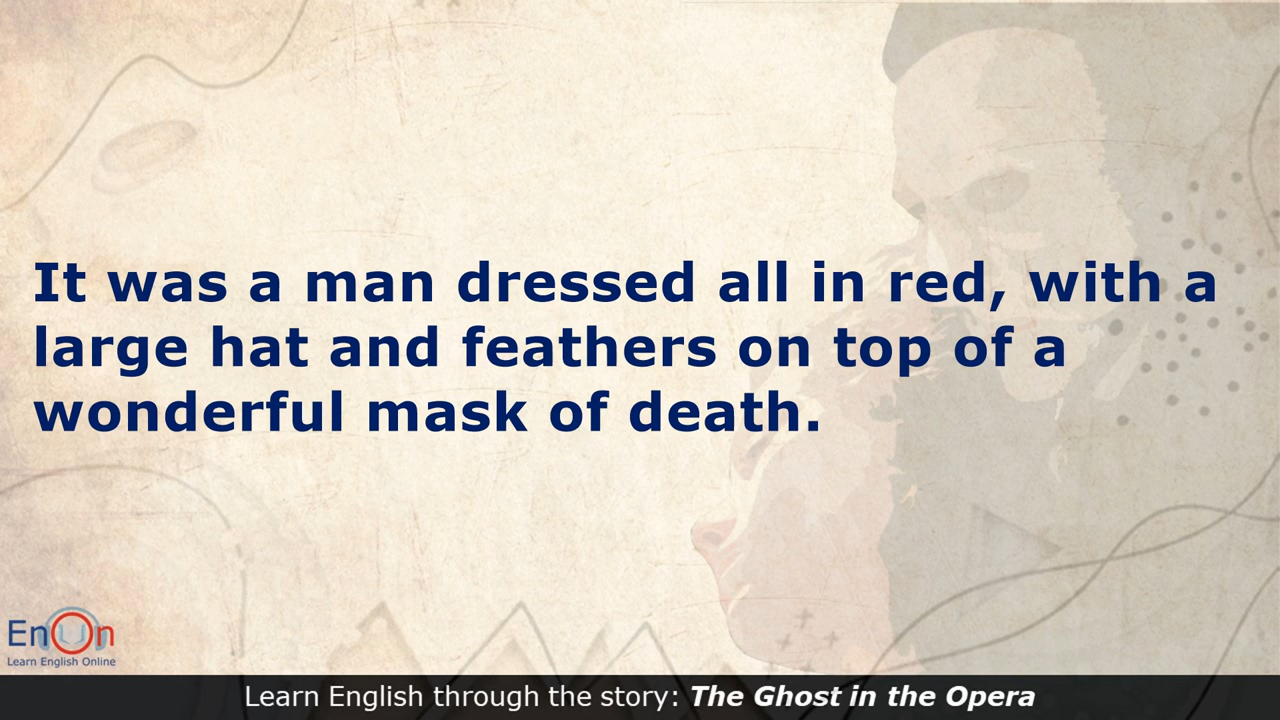 It was a man dressed all in red, with a
large hat and feathers on top of a
wonderful mask of death.
EnOn
Learn English Online
Learn English through the story: The Ghost in the Opera